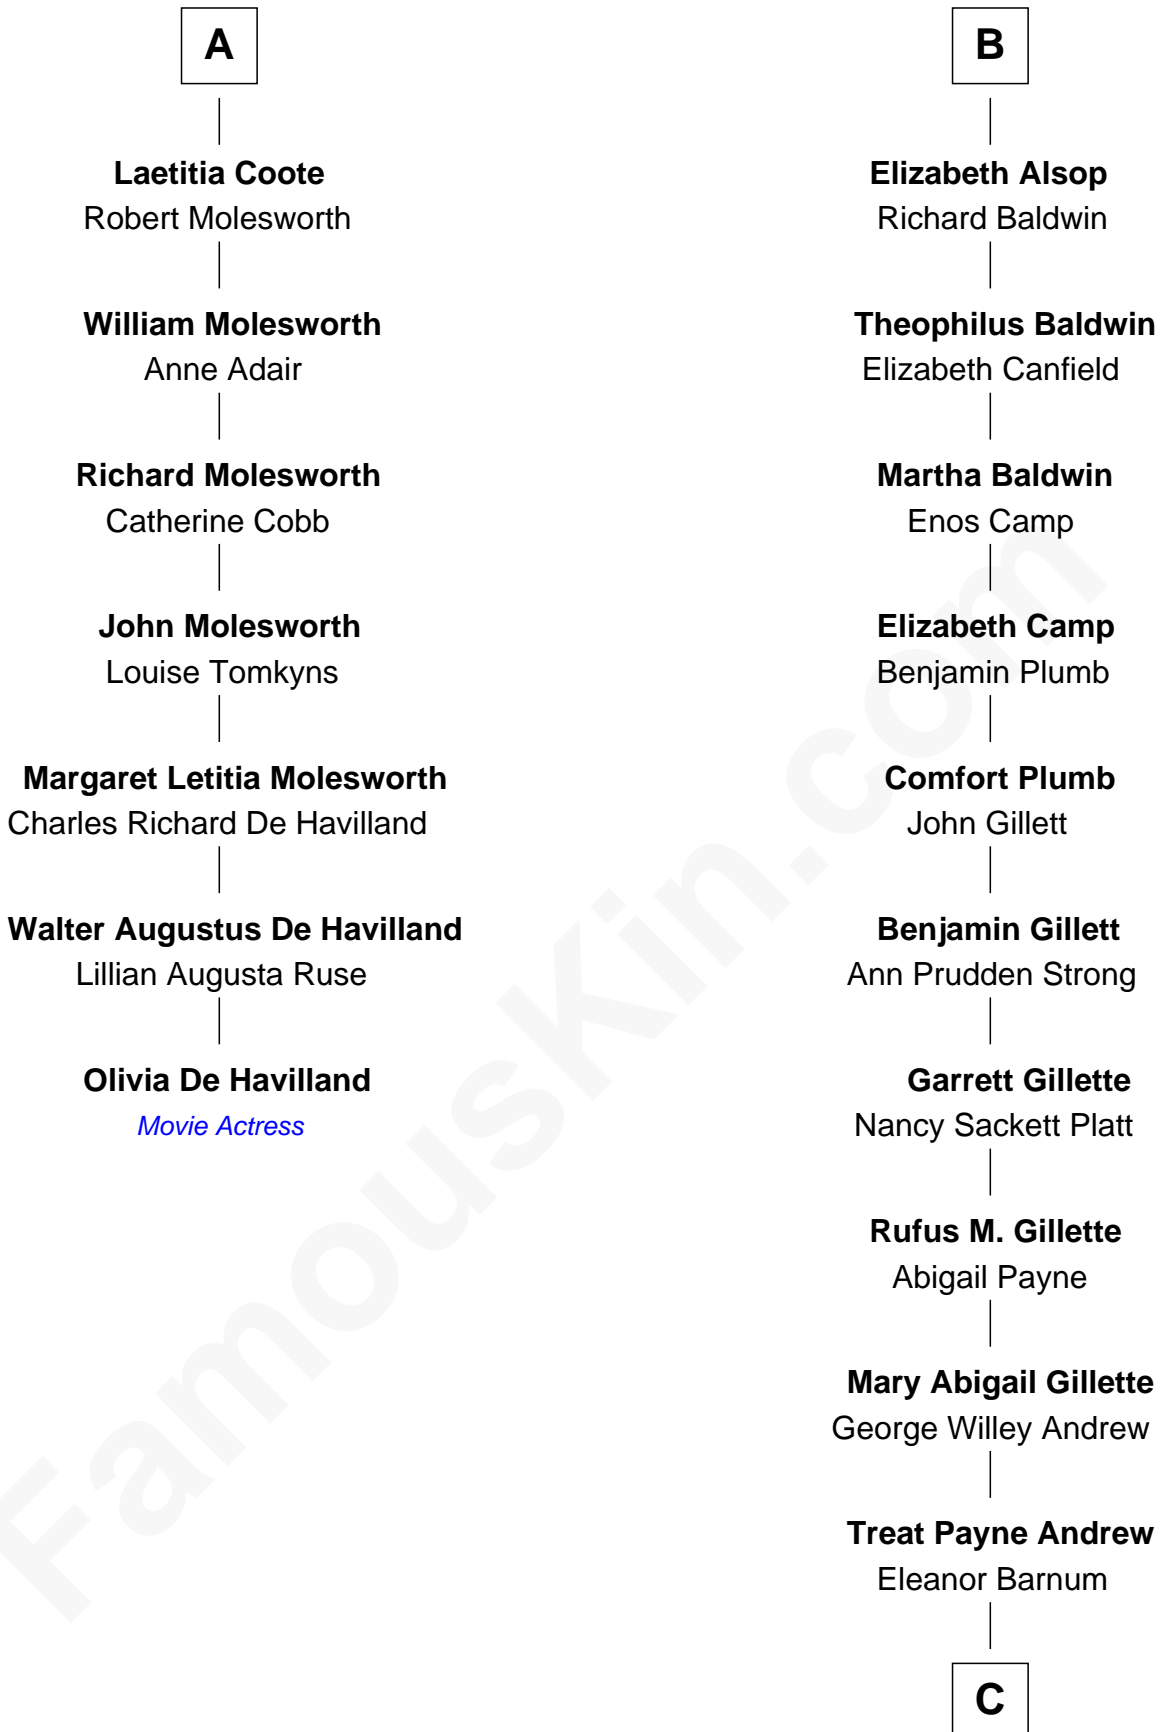 A
Laetitia Coote
Robert Molesworth
William Molesworth
Anne Adair
Richard Molesworth
Catherine Cobb
John Molesworth
Louise Tomkyns
Margaret Letitia Molesworth
Charles Richard De Havilland
Walter Augustus De Havilland
Lillian Augusta Ruse
Olivia De Havilland
Movie Actress
B
Elizabeth Alsop
Richard Baldwin
Theophilus Baldwin
Elizabeth Canfield
Martha Baldwin
Enos Camp
Elizabeth Camp
Benjamin Plumb
Comfort Plumb
John Gillett
Benjamin Gillett
Ann Prudden Strong
Garrett Gillette
Nancy Sackett Platt
Rufus M. Gillette
Abigail Payne
Mary Abigail Gillette
George Willey Andrew
Treat Payne Andrew
Eleanor Barnum
C
FamousKin.com